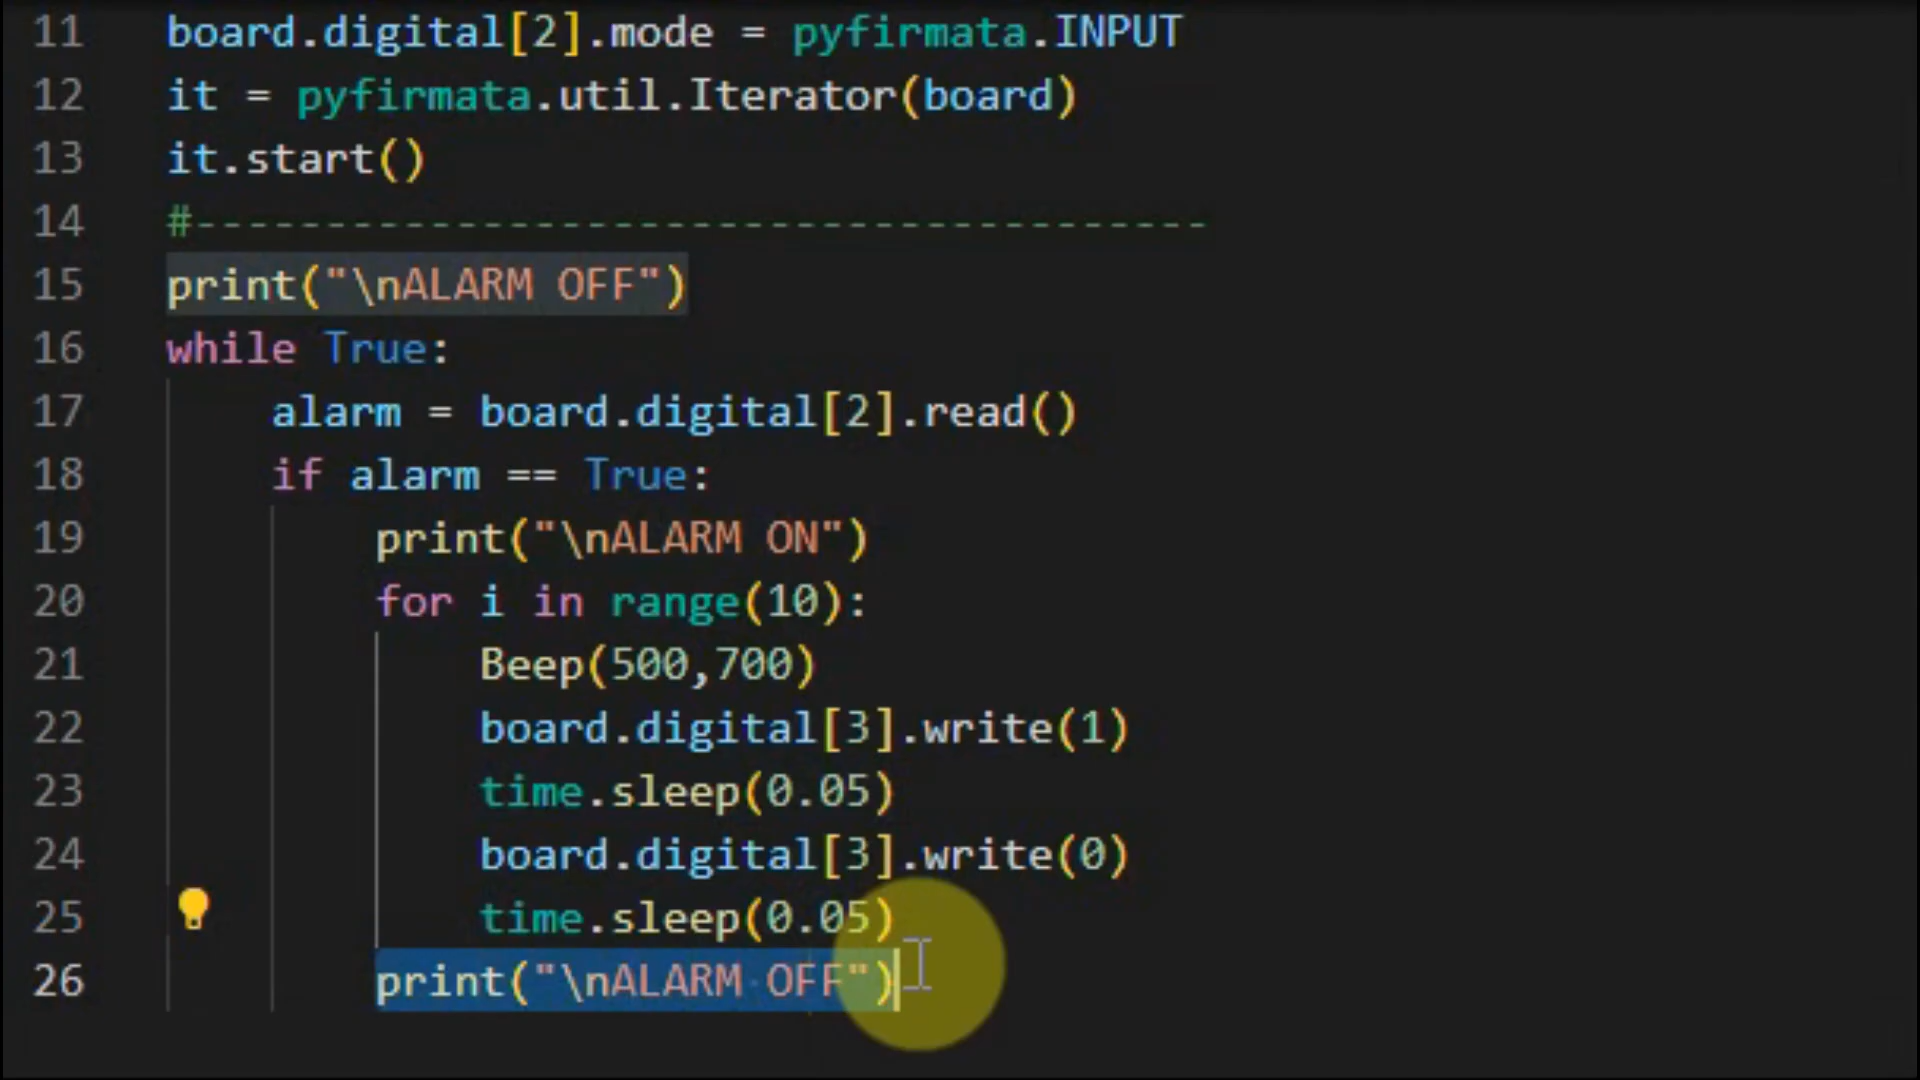 11 board.digital[2].mode = pyfirmata.INPUT
12 it = pyfirmata.util.Iterator(board)
13 it.start()
14 #---------------------------------------
15 print("\nALARM OFF")
16 while True:
17 alarm = board.digital[2].read()
18 if alarm == True:
19 print("\nALARM ON")
20 for i in range(10):
21 Beep(500,700)
22 board.digital[3].write(1)
23 time.sleep(0.05)
24 board.digital[3].write(0)
25 time.sleep(0.05)
26 print("\nALARM OFF")